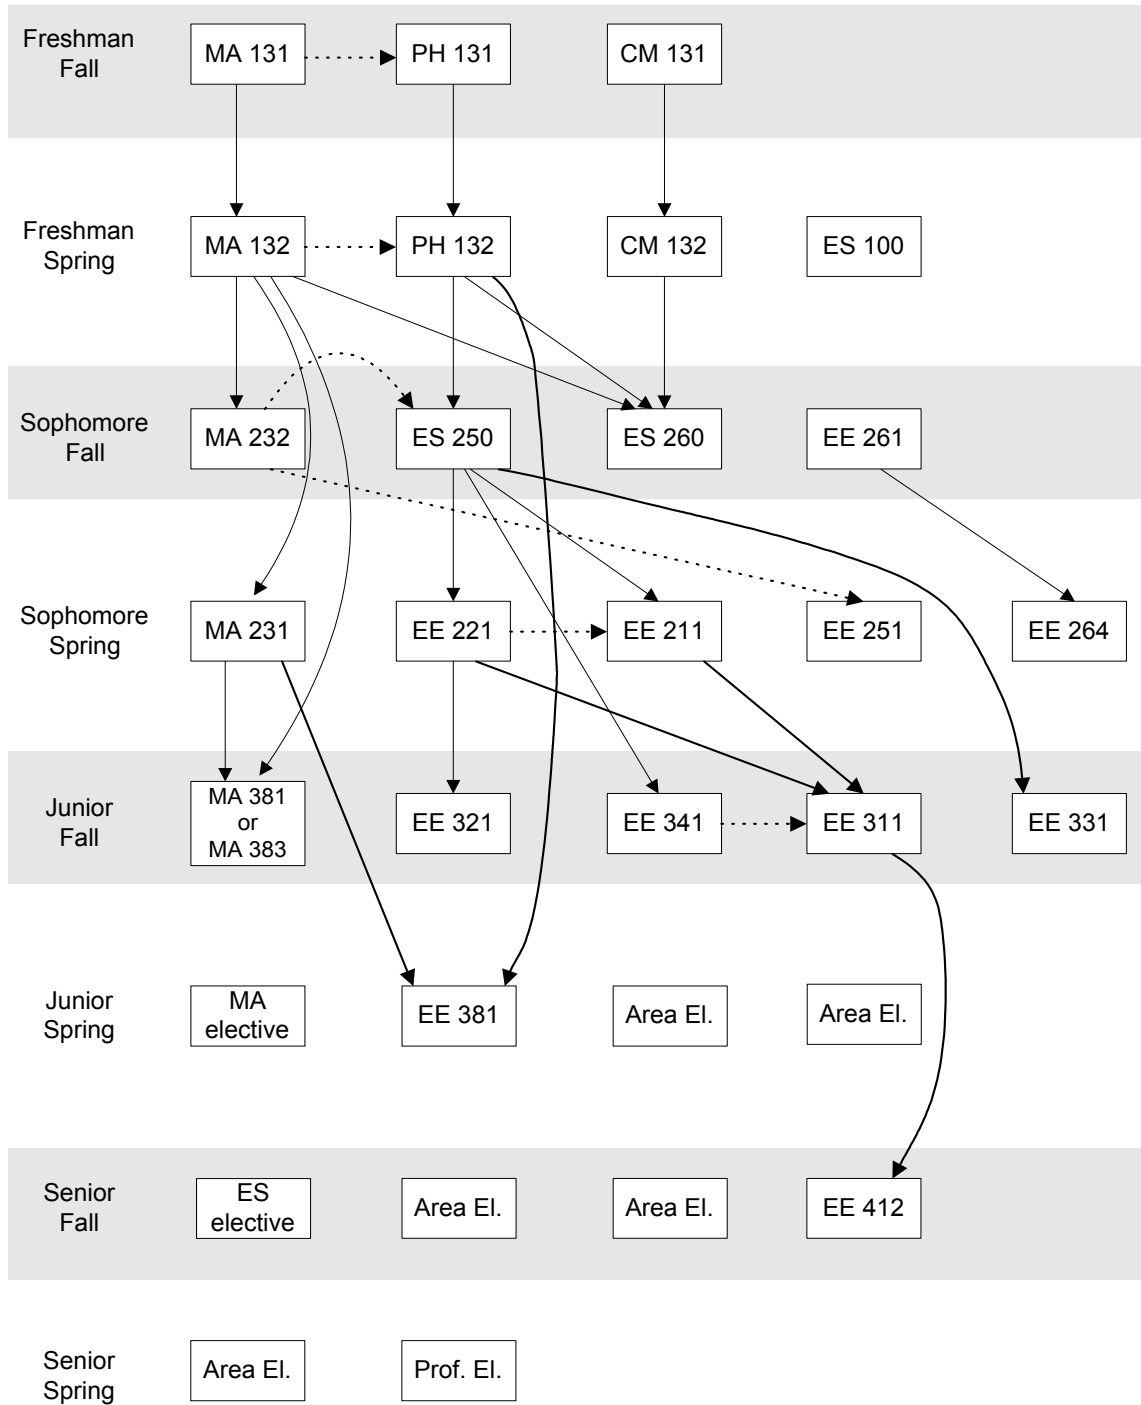 Freshman
Fall
MA 131
PH 131
CM 131
Freshman
Spring
MA 132
PH 132
CM 132
ES 100
Sophomore
Fall
MA 232
ES 250
ES 260
EE 261
Sophomore
Spring
MA 231
EE 221
EE 211
EE 251
EE 264
Junior
Fall
MA 381
or
MA 383
EE 321
EE 341
EE 311
EE 331
Junior
Spring
MA
elective
EE 381
Area El.
Area El.
Senior
Fall
ES
elective
Area El.
Area El.
EE 412
Senior
Spring
Area El.
Prof. El.